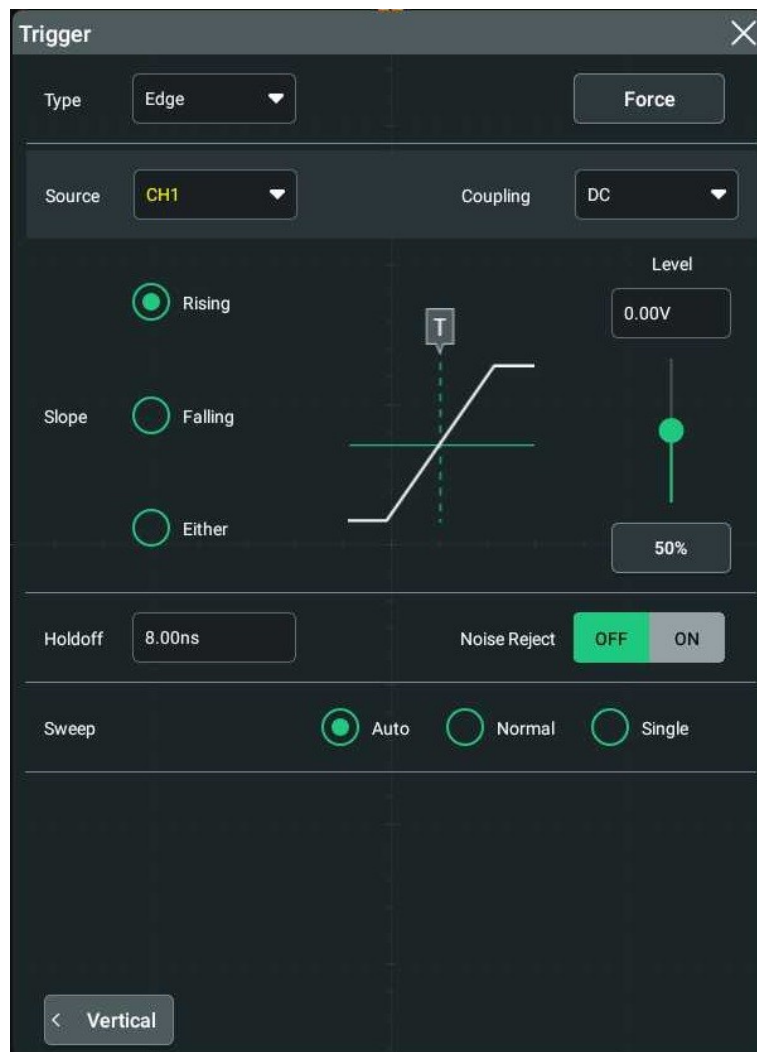 Trigger
Type Edge Force
Source CH1 Coupling DC
Level
Rising 0.00V
T
Slope Falling
Either 50%
Holdoff 8.00ns Noise Reject OFF ON
Sweep Auto Normal Single
< Vertical